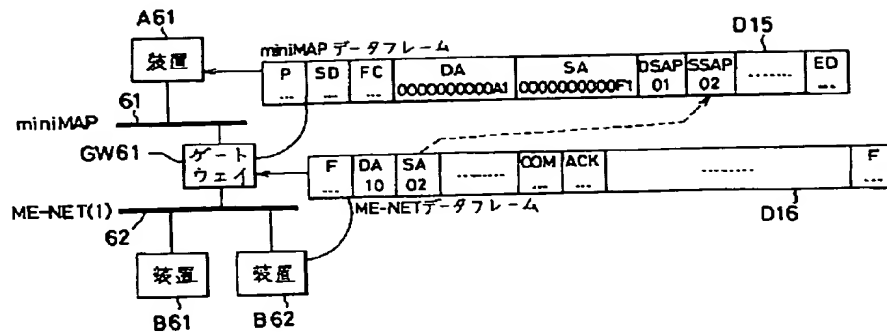 A61
装置
miniMAP データフレーム
D15
P
...
SD
...
FC
...
DA
0000000000A1
SA
0000000000F1
DSAP
01
SSAP
02
.......
ED
...
61
miniMAP
GW61
ゲート
ウェイ
F
...
DA
10
SA
02
.......
COM
...
ACK
...
.......
F
...
ME-NETデータフレーム
D16
ME-NET(1)
62
装置
装置
B61
B62